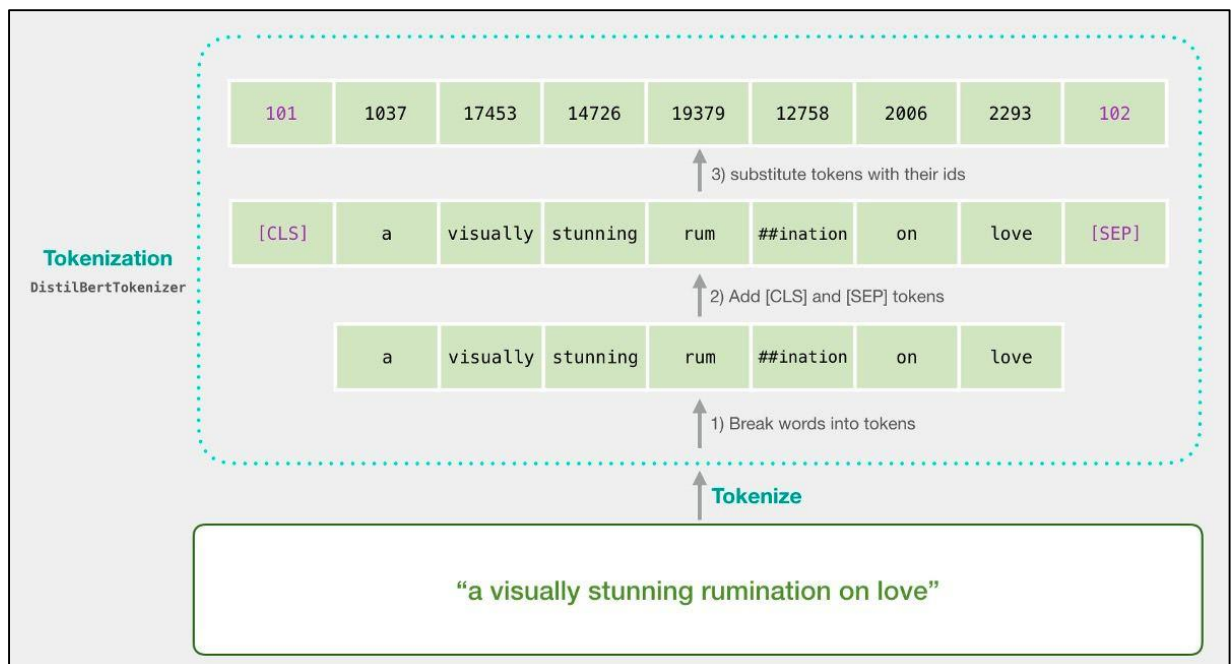 101 1037 17453 14726 19379 12758 2006 2293 102
3) substitute tokens with their ids
[CLS] a visually stunning rum ##ination on love [SEP]
Tokenization
DistilBertTokenizer
2) Add [CLS] and [SEP] tokens
a visually stunning rum ##ination on love
1) Break words into tokens
Tokenize
“a visually stunning rumination on love”